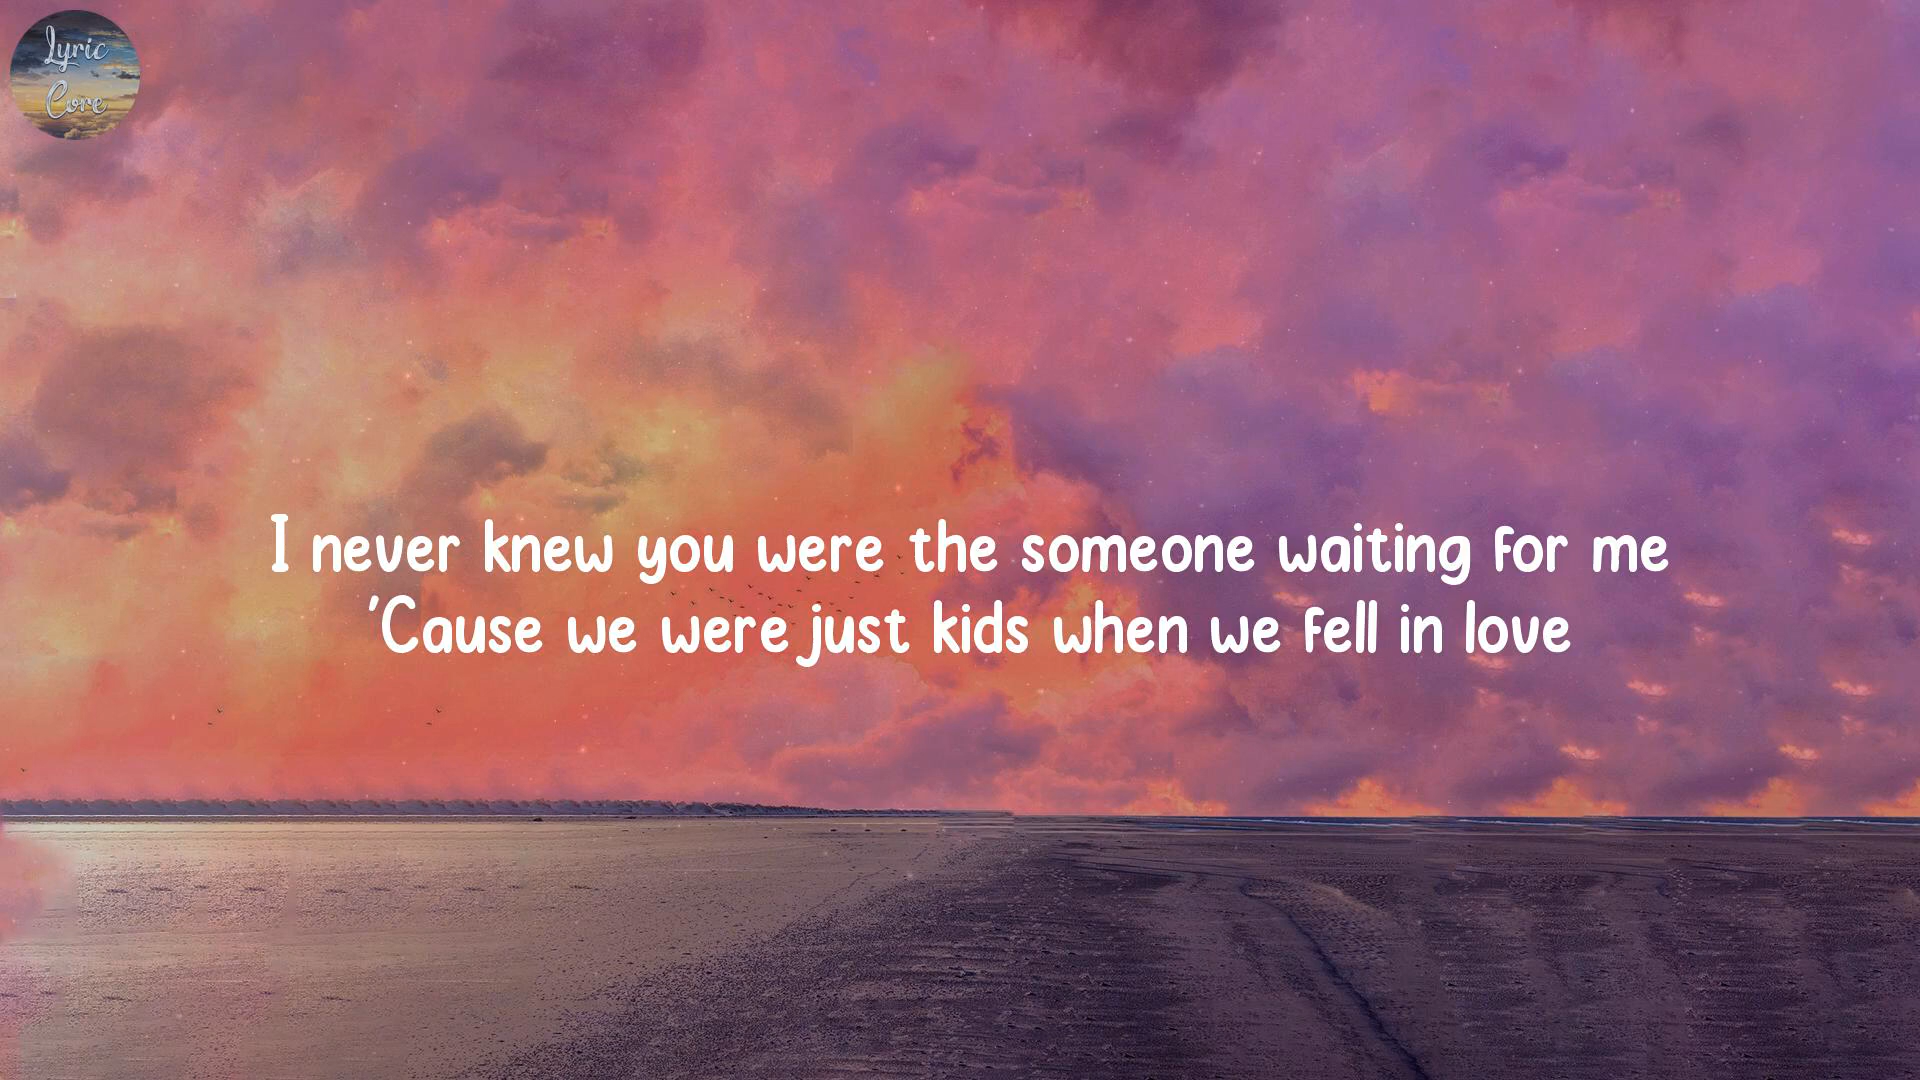 Lyric
Core
I never knew you were the someone waiting for me
'Cause we were just kids when we fell in love